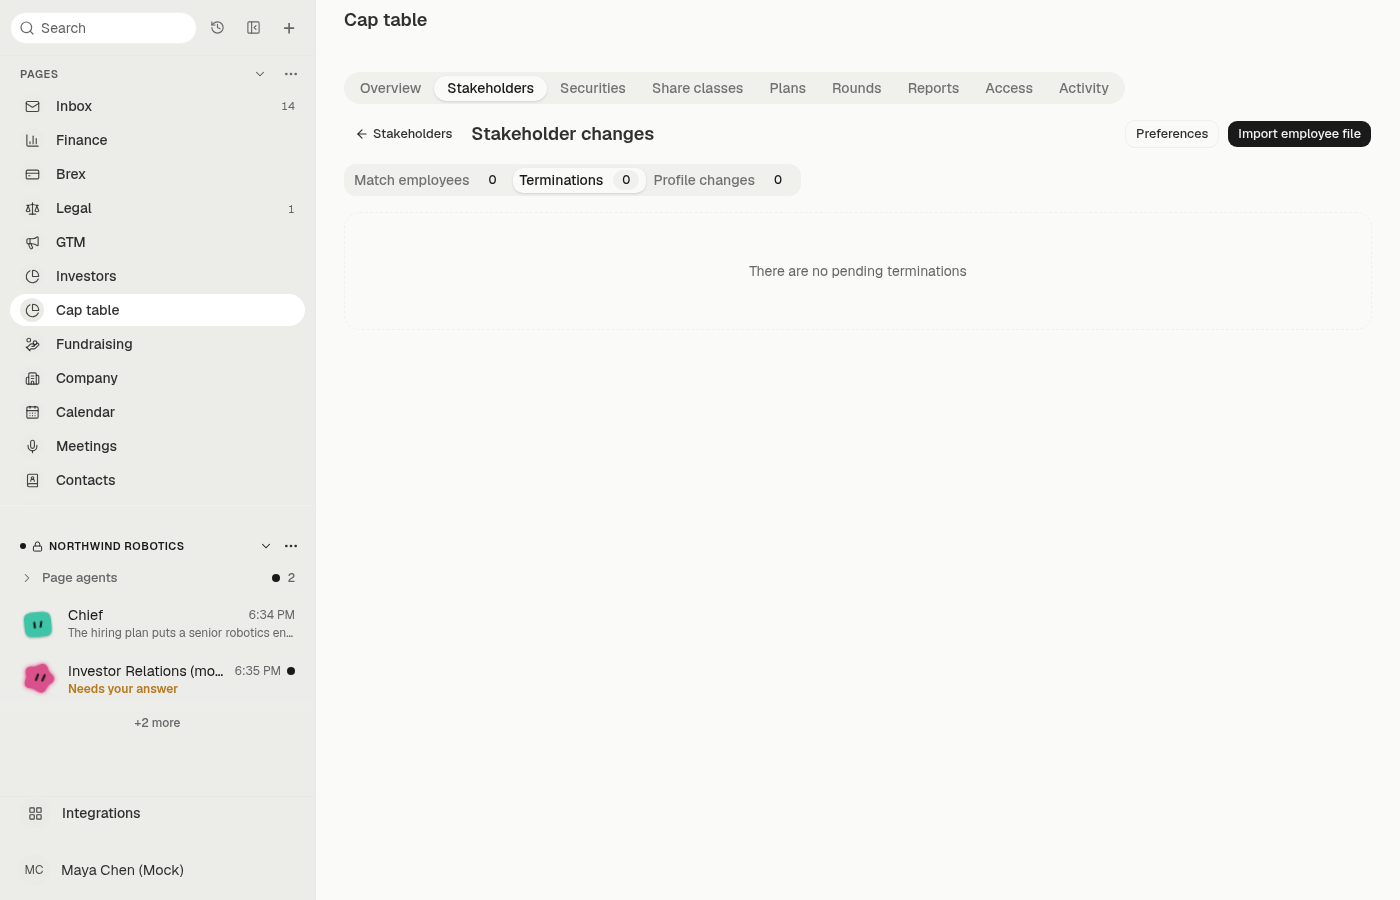 Search
PAGES
Inbox 14
Finance
Brex
Legal 1
GTM
Investors
Cap table
Fundraising
Company
Calendar
Meetings
Contacts
NORTHWIND ROBOTICS
Page agents 2
Chief 6:34 PM
The hiring plan puts a senior robotics en...
Investor Relations (mo... 6:35 PM
Needs your answer
+2 more
Integrations
MC Maya Chen (Mock)
Cap table
Overview Stakeholders Securities Share classes Plans Rounds Reports Access Activity
Stakeholders Stakeholder changes Preferences Import employee file
Match employees 0 Terminations 0 Profile changes 0
There are no pending terminations